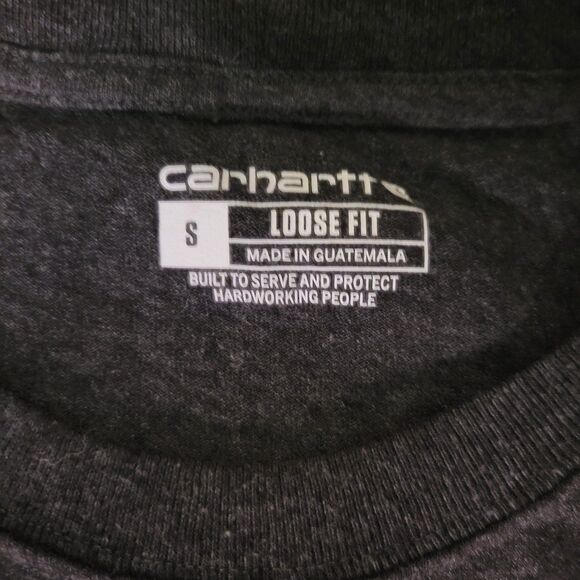 carhartt
S
LOOSE FIT
MADE IN GUATEMALA
BUILT TO SERVE AND PROTECT
HARDWORKING PEOPLE